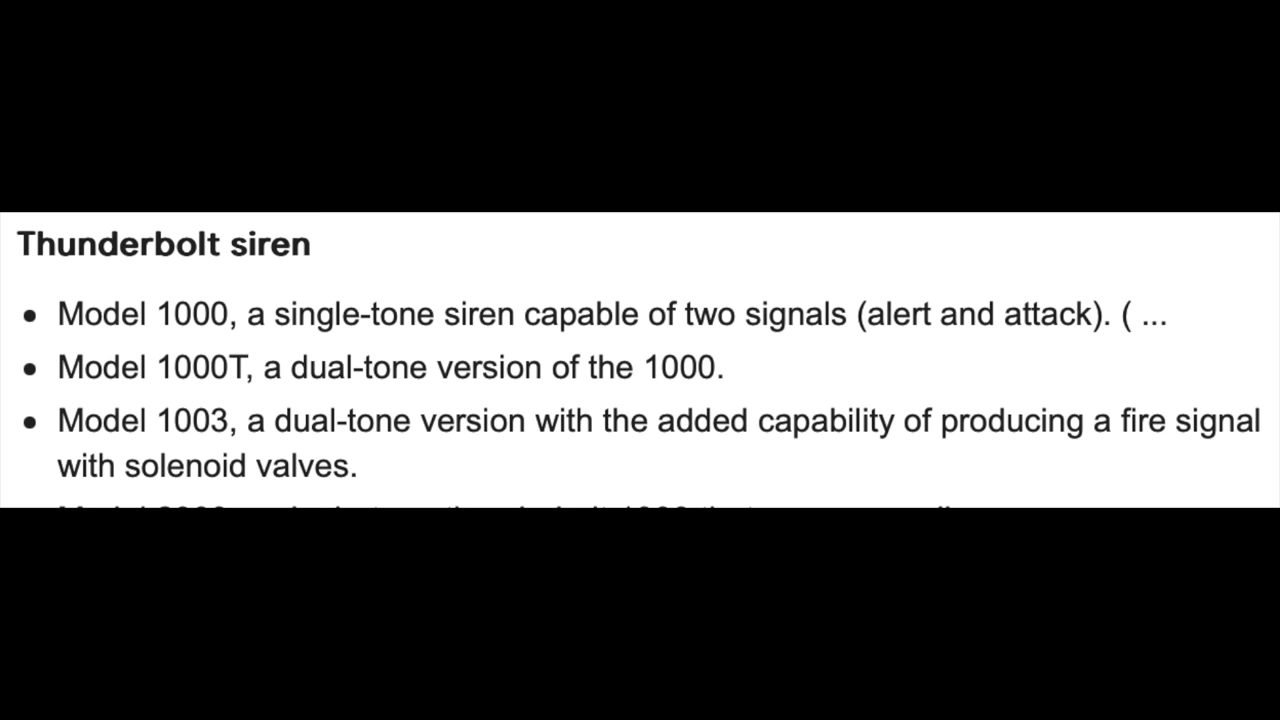 Thunderbolt siren
• Model 1000, a single-tone siren capable of two signals (alert and attack). ( ...
• Model 1000T, a dual-tone version of the 1000.
• Model 1003, a dual-tone version with the added capability of producing a fire signal
with solenoid valves.